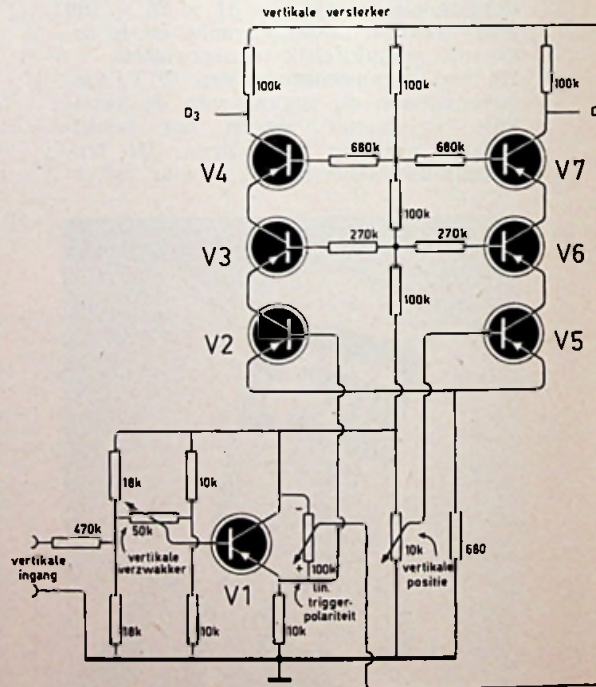 vertikale versterker
100k
100k
100k
D3
D
680k
680k
V4
V7
100k
270k
270k
V3
V6
100k
V2
V5
18k
10k
470k
50k
vertikale
ingang
vertikale
verzwakker
V1
-
+
100k
lin.
trigger-
polariteit
10k
vertikale
positie
680
18k
10k
10k